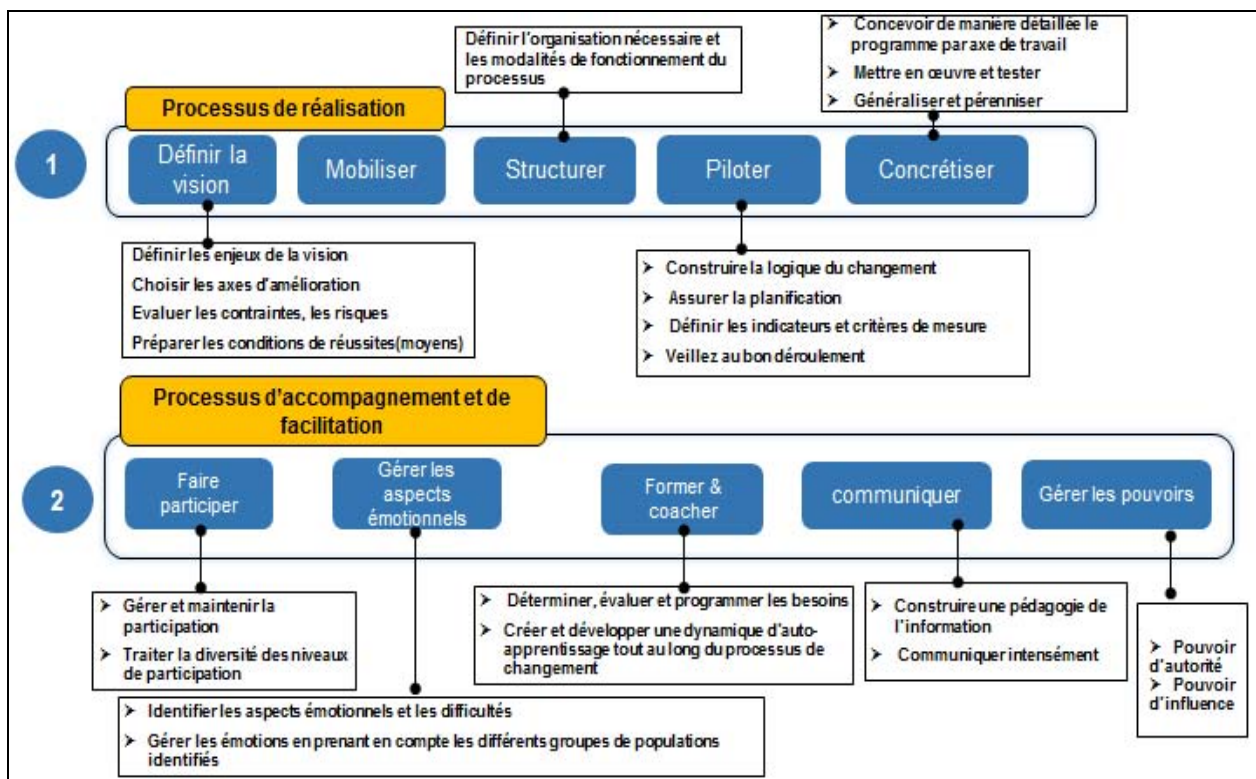 Définir l'organisation nécessaire et
les modalités de fonctionnement du
processus
➤ Concevoir de manière détaillée le
programme par axe de travail
➤ Mettre en œuvre et tester
➤ Généraliser et pérenniser
Processus de réalisation
1
Définir la
vision
Mobiliser
Structurer
Piloter
Concrétiser
Définir les enjeux de la vision
Choisir les axes d'amélioration
Evaluer les contraintes, les risques
Préparer les conditions de réussites(moyens)
➤ Construire la logique du changement
➤ Assurer la planification
➤ Définir les indicateurs et critères de mesure
➤ Veillez au bon déroulement
Processus d'accompagnement et de
facilitation
2
Faire
participer
Gérer les
aspects
émotionnels
Former &
coacher
communiquer
Gérer les pouvoirs
➤ Gérer et maintenir la
participation
➤ Traiter la diversité des niveaux
de participation
➤ Identifier les aspects émotionnels et les difficultés
➤ Gérer les émotions en prenant en compte les différents groupes de populations
identifiés
➤ Déterminer, évaluer et programmer les besoins
➤ Créer et développer une dynamique d'auto-
apprentissage tout au long du processus de
changement
➤ Construire une pédagogie de
l'information
➤ Communiquer intensément
➤ Pouvoir
d'autorité
➤ Pouvoir
d'influence